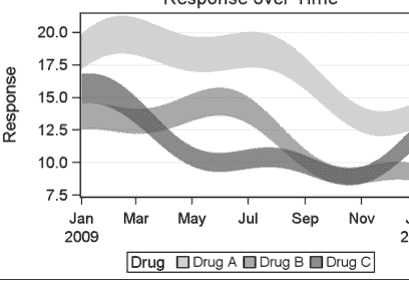 Response over Time
20.0
17.5
15.0
12.5
10.0
7.5
Response
Jan Mar May Jul Sep Nov
2009
Drug Drug A Drug B Drug C